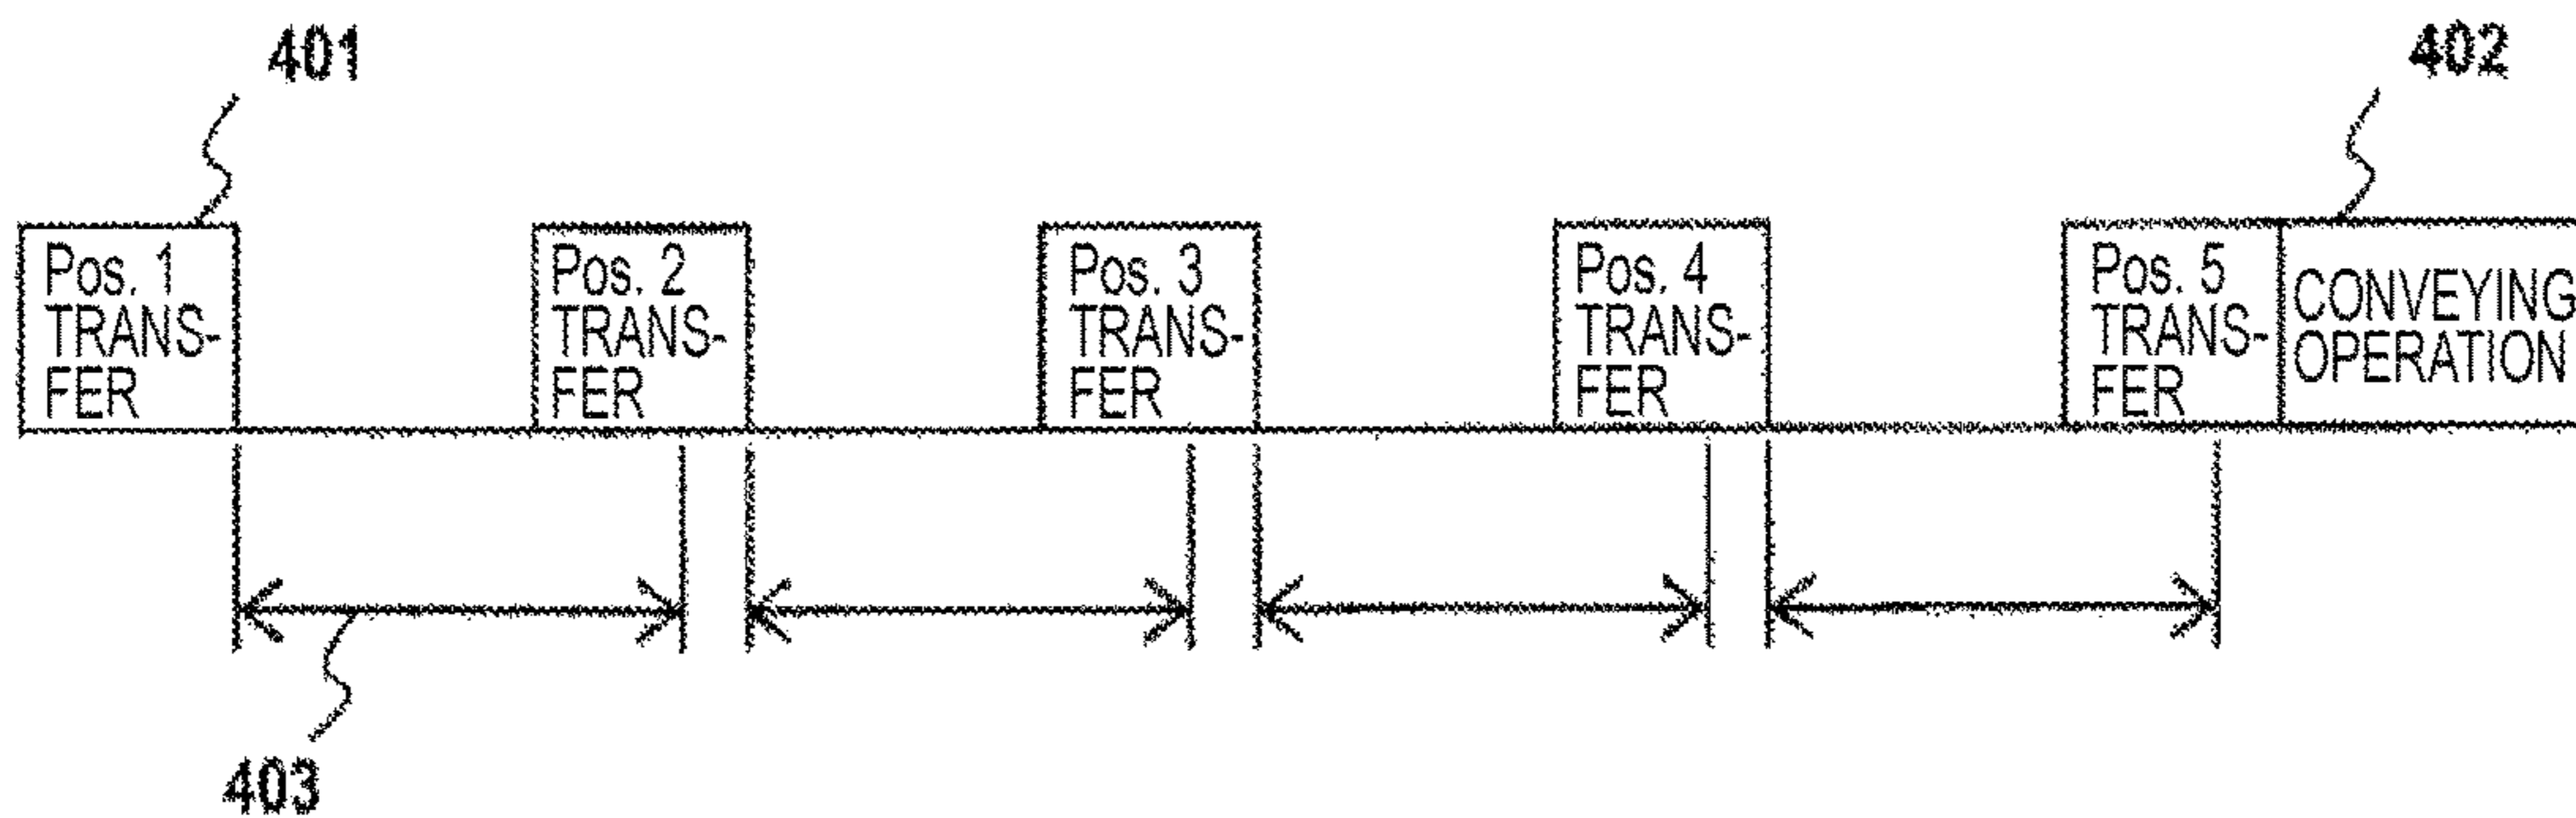 401
402
Pos. 1
TRANS-
FER
Pos. 2
TRANS-
FER
Pos. 3
TRANS-
FER
Pos. 4
TRANS-
FER
Pos. 5
TRANS-
FER
CONVEYING
OPERATION
403